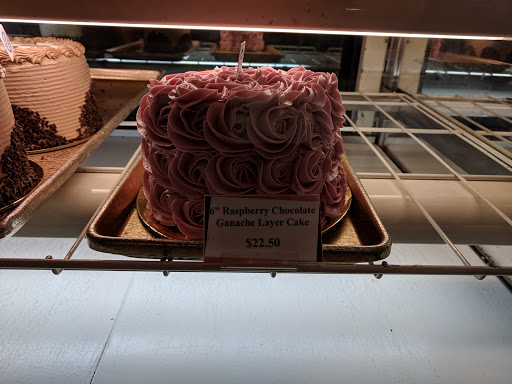 6" Raspberry Chocolate
Ganache Layer Cake
$22.50